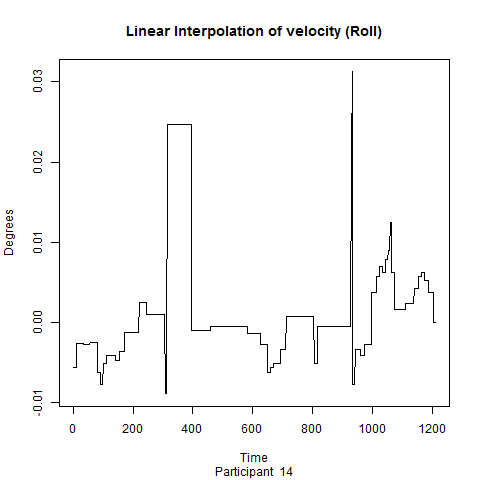 Linear Interpolation of velocity (Roll)
Degrees
0.03
0.02
0.01
0.00
-0.01
0 200 400 600 800 1000 1200
Time
Participant 14